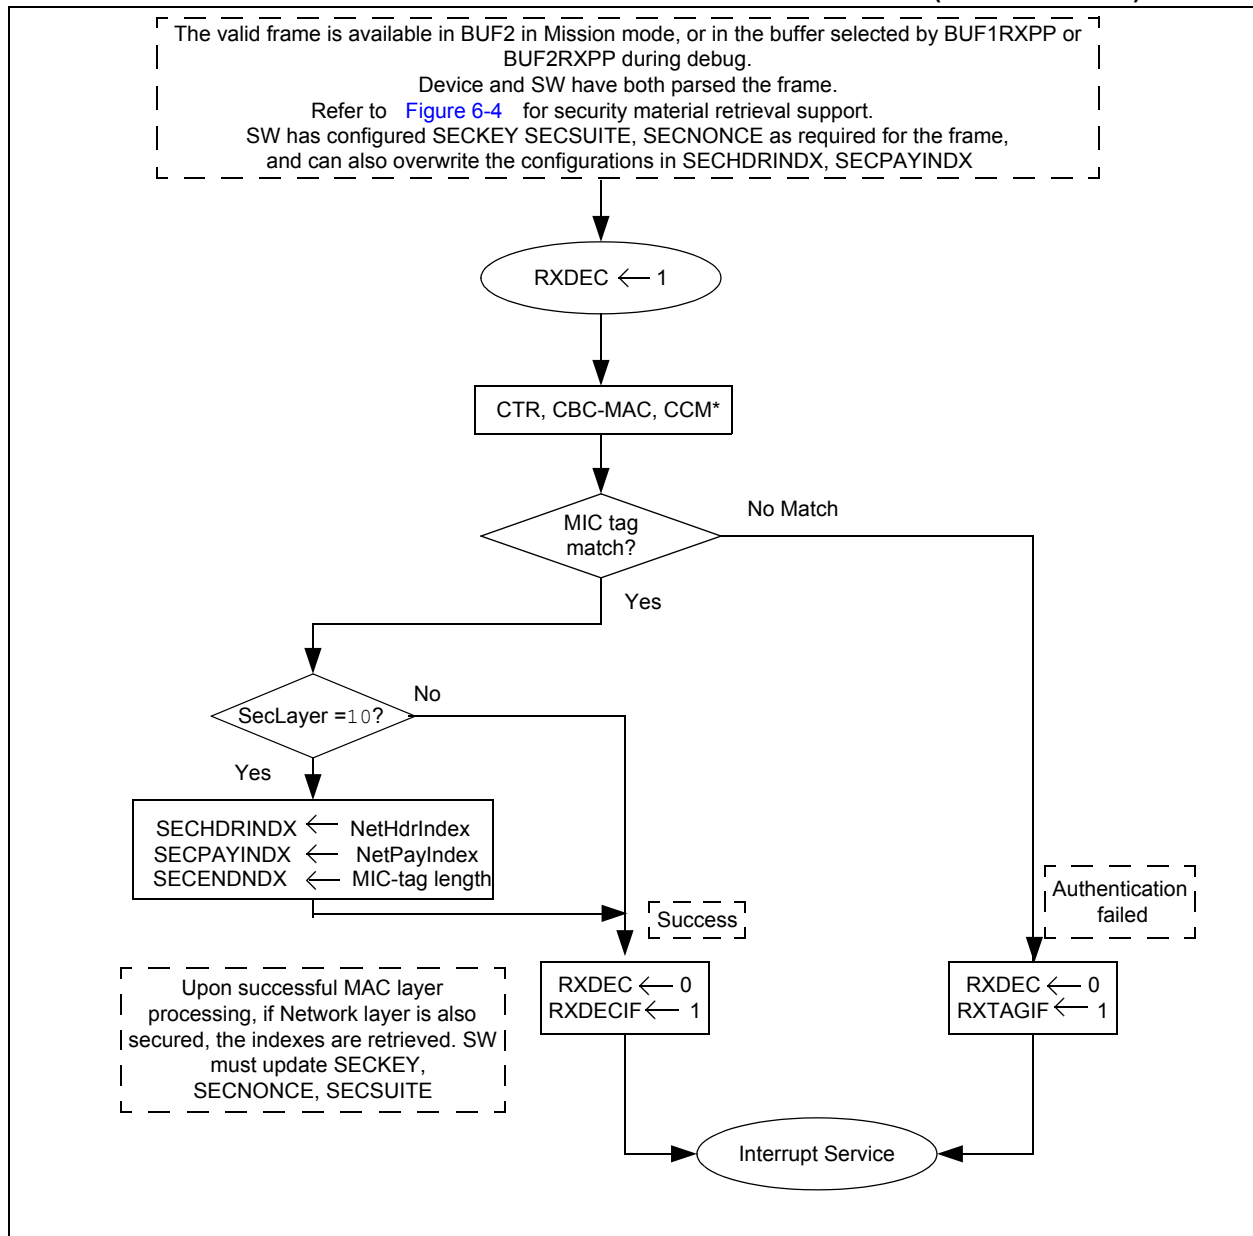 The valid frame is available in BUF2 in Mission mode, or in the buffer selected by BUF1RXPP or
BUF2RXPP during debug.
Device and SW have both parsed the frame.
Refer to Figure 6-4 for security material retrieval support.
SW has configured SECKEY SECSUITE, SECNONCE as required for the frame,
and can also overwrite the configurations in SECHDRINDX, SECPAYINDX
RXDEC ← 1
CTR, CBC-MAC, CCM*
MIC tag
match?
No Match
Yes
SecLayer =10?
No
Yes
SECHDRINDX ← NetHdrIndex
SECPAYINDX ← NetPayIndex
SECENDNDX ← MIC-tag length
Success
Authentication
failed
Upon successful MAC layer
processing, if Network layer is also
secured, the indexes are retrieved. SW
must update SECKEY,
SECNONCE, SECSUITE
RXDEC ← 0
RXDECIF ← 1
RXDEC ← 0
RXTAGIF ← 1
Interrupt Service